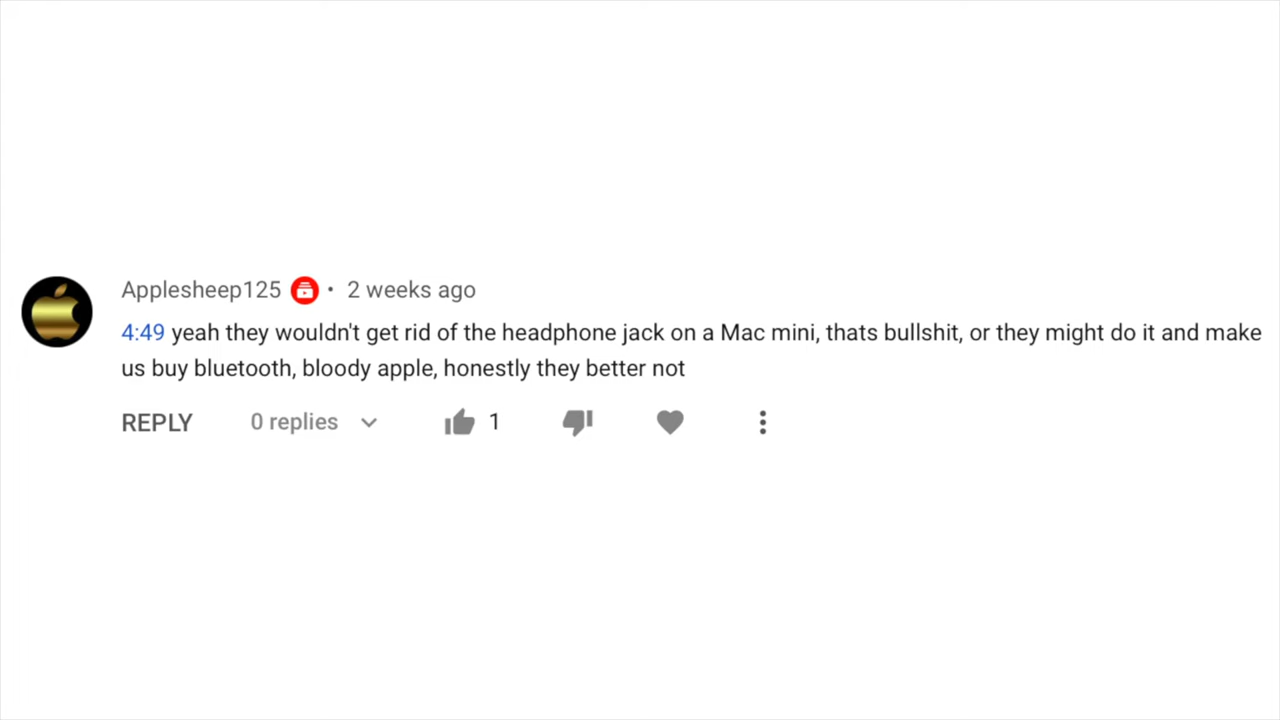 Applesheep125 • 2 weeks ago
4:49 yeah they wouldn't get rid of the headphone jack on a Mac mini, thats bullshit, or they might do it and make
us buy bluetooth, bloody apple, honestly they better not
REPLY 0 replies 1